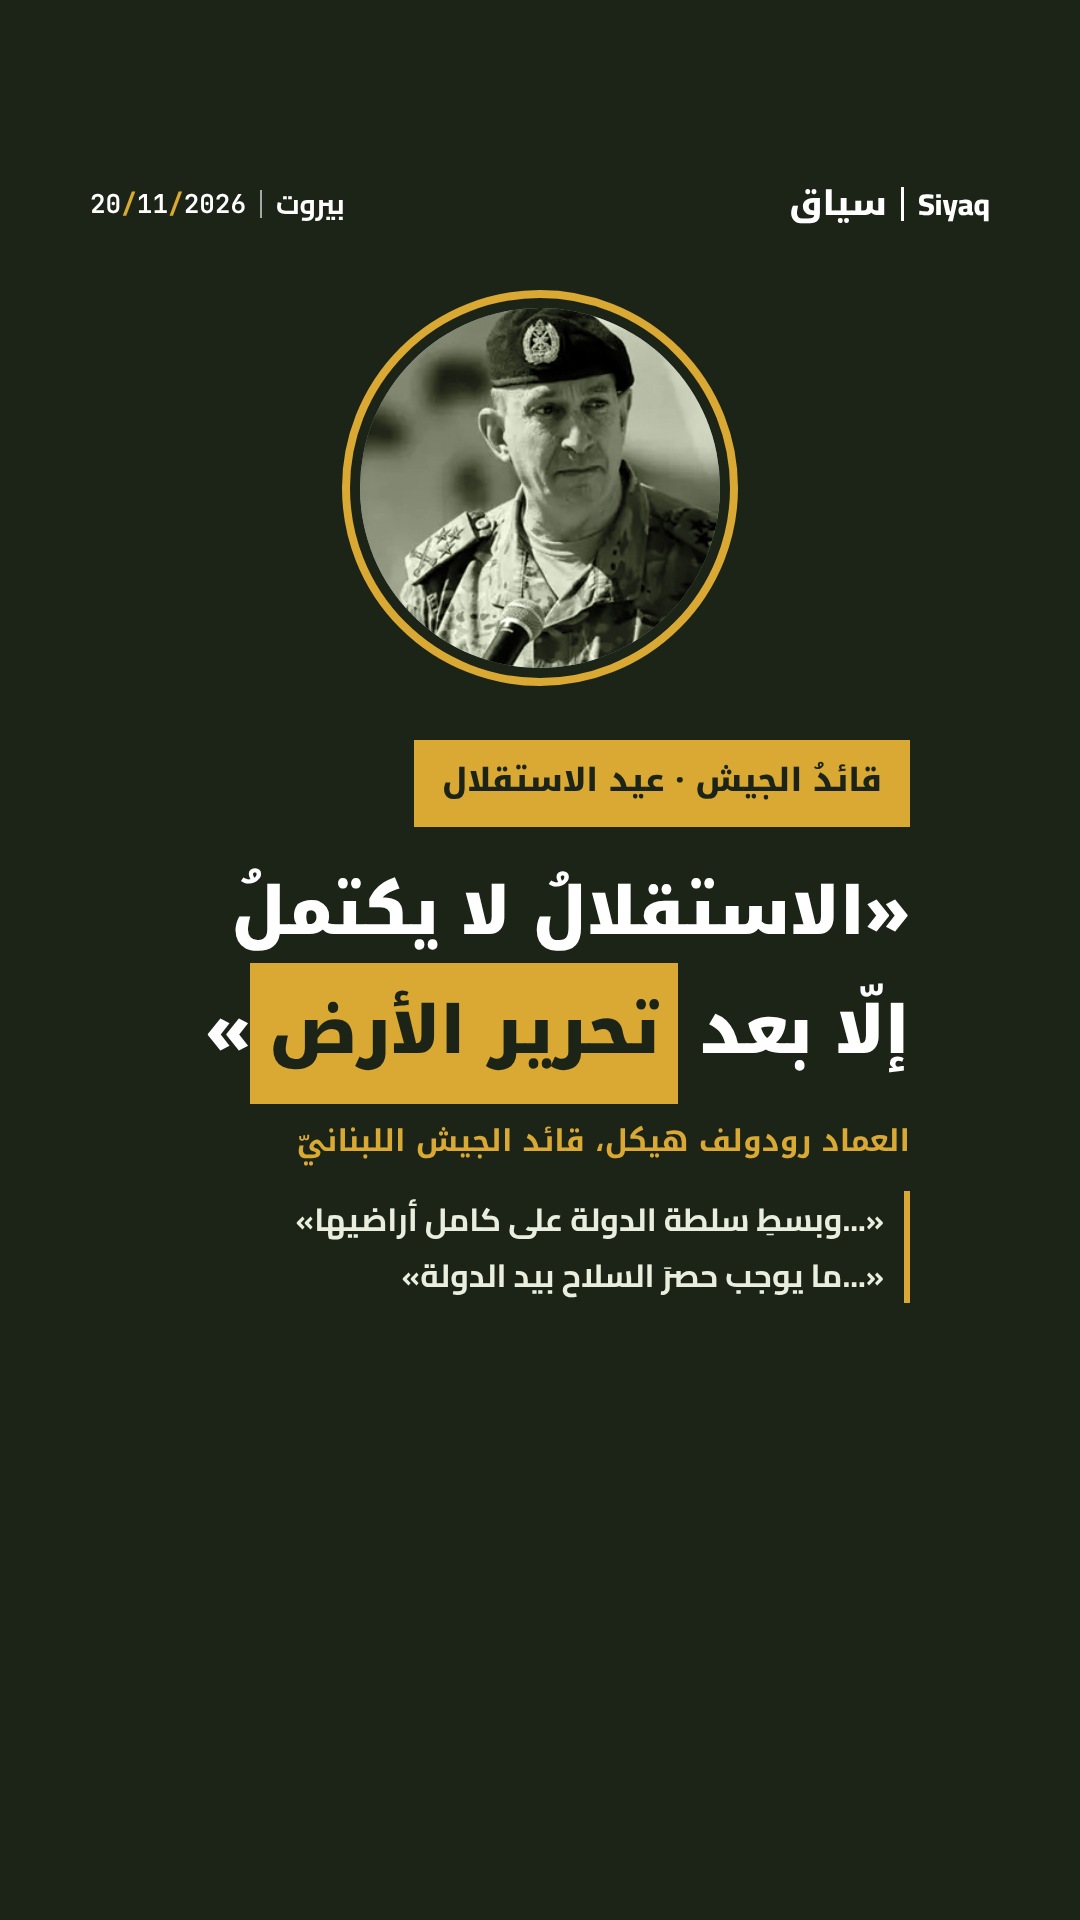 سياق | Siyaq
بيروت | 20/11/2026
قائدُ الجيش · عيد الاستقلال
«الاستقلالُ لا يكتملُ
إلّا بعد تحرير الأرض»
العماد رودولف هيكل، قائد الجيش اللبنانيّ
«...وبسطِ سلطة الدولة على كامل أراضيها»
«...ما يوجب حصرَ السلاح بيد الدولة»